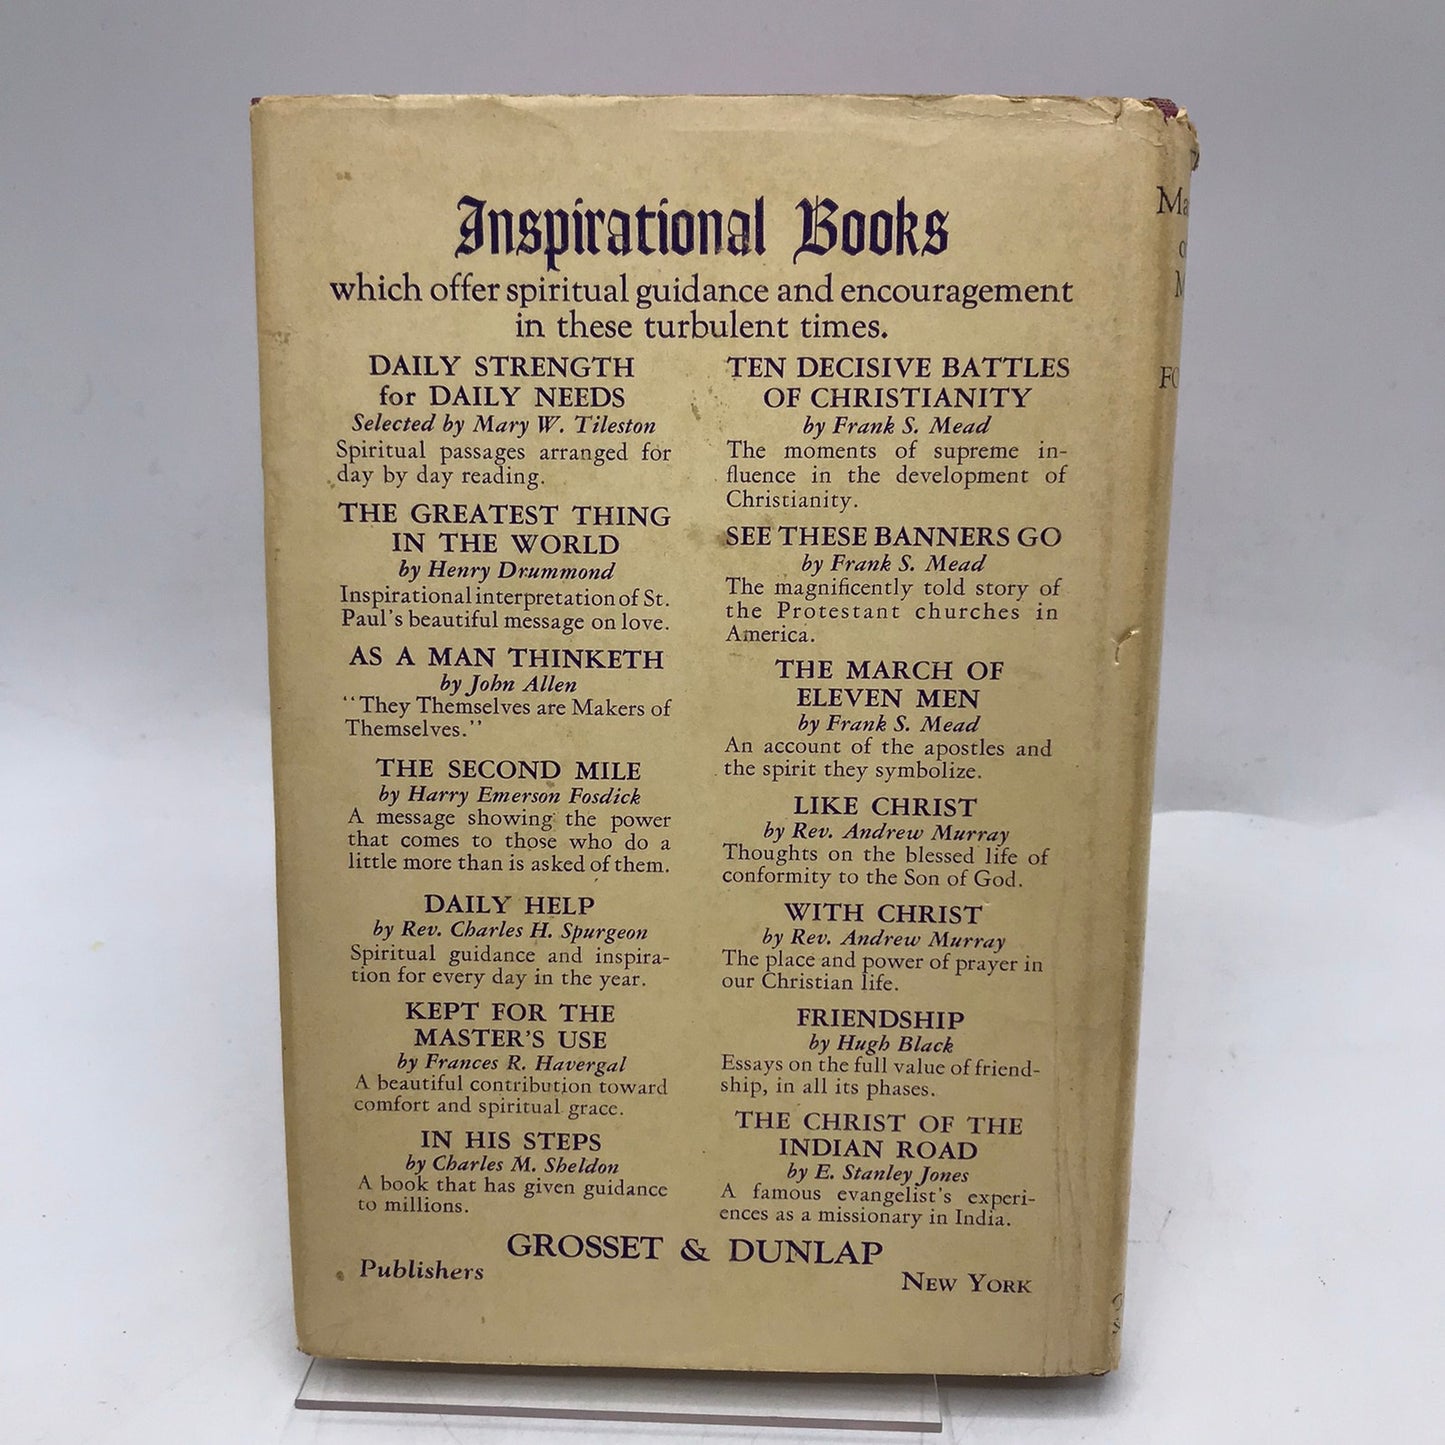 Inspirational Books
which offer spiritual guidance and encouragement
in these turbulent times.
DAILY STRENGTH
for DAILY NEEDS
Selected by Mary W. Tileston
Spiritual passages arranged for
day by day reading.
THE GREATEST THING
IN THE WORLD
by Henry Drummond
Inspirational interpretation of St.
Paul's beautiful message on love.
AS A MAN THINKETH
by John Allen
"They Themselves are Makers of
Themselves."
THE SECOND MILE
by Harry Emerson Fosdick
A message showing the power
that comes to those who do a
little more than is asked of them.
DAILY HELP
by Rev. Charles H. Spurgeon
Spiritual guidance and inspira-
tion for every day in the year.
KEPT FOR THE
MASTER'S USE
by Frances R. Havergal
A beautiful contribution toward
comfort and spiritual grace.
IN HIS STEPS
by Charles M. Sheldon
A book that has given guidance
to millions.
TEN DECISIVE BATTLES
OF CHRISTIANITY
by Frank S. Mead
The moments of supreme in-
fluence in the development of
Christianity.
SEE THESE BANNERS GO
by Frank S. Mead
The magnificently told story of
the Protestant churches in
America.
THE MARCH OF
ELEVEN MEN
by Frank S. Mead
An account of the apostles and
the spirit they symbolize.
LIKE CHRIST
by Rev. Andrew Murray
Thoughts on the blessed life of
conformity to the Son of God.
WITH CHRIST
by Rev. Andrew Murray
The place and power of prayer in
our Christian life.
FRIENDSHIP
by Hugh Black
Essays on the full value of friend-
ship, in all its phases.
THE CHRIST OF THE
INDIAN ROAD
by E. Stanley Jones
A famous evangelist's experi-
ences as a missionary in India.
GROSSET & DUNLAP
Publishers
NEW YORK